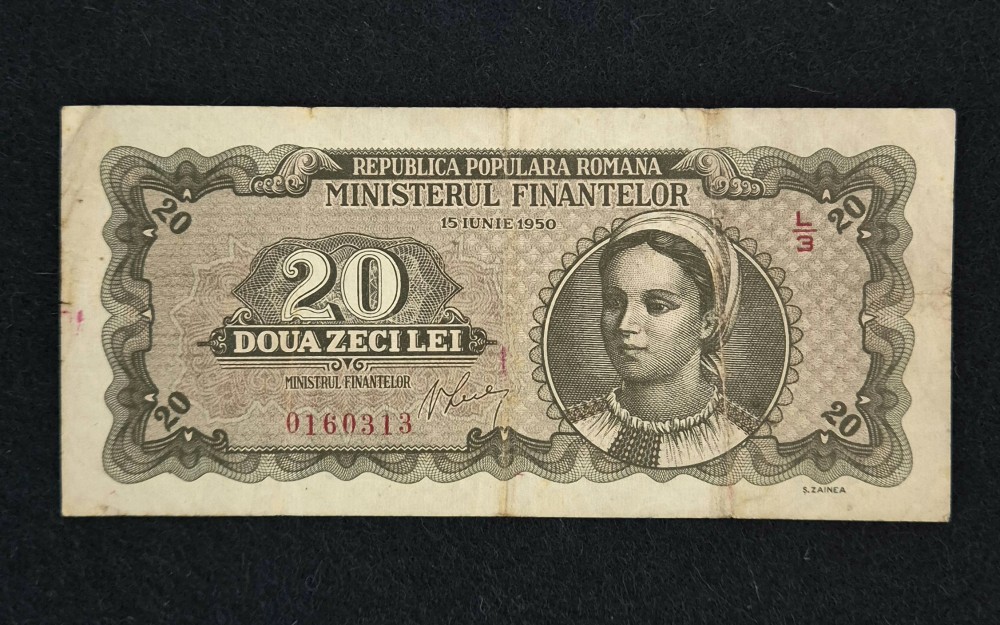 REPUBLICA POPULARA ROMANA
MINISTERUL FINANTELOR
15 IUNIE 1950
20
20
L
3
20
DOUA ZECI LEI
MINISTRUL FINANTELOR
0160313
20
20
S. ZAINEA